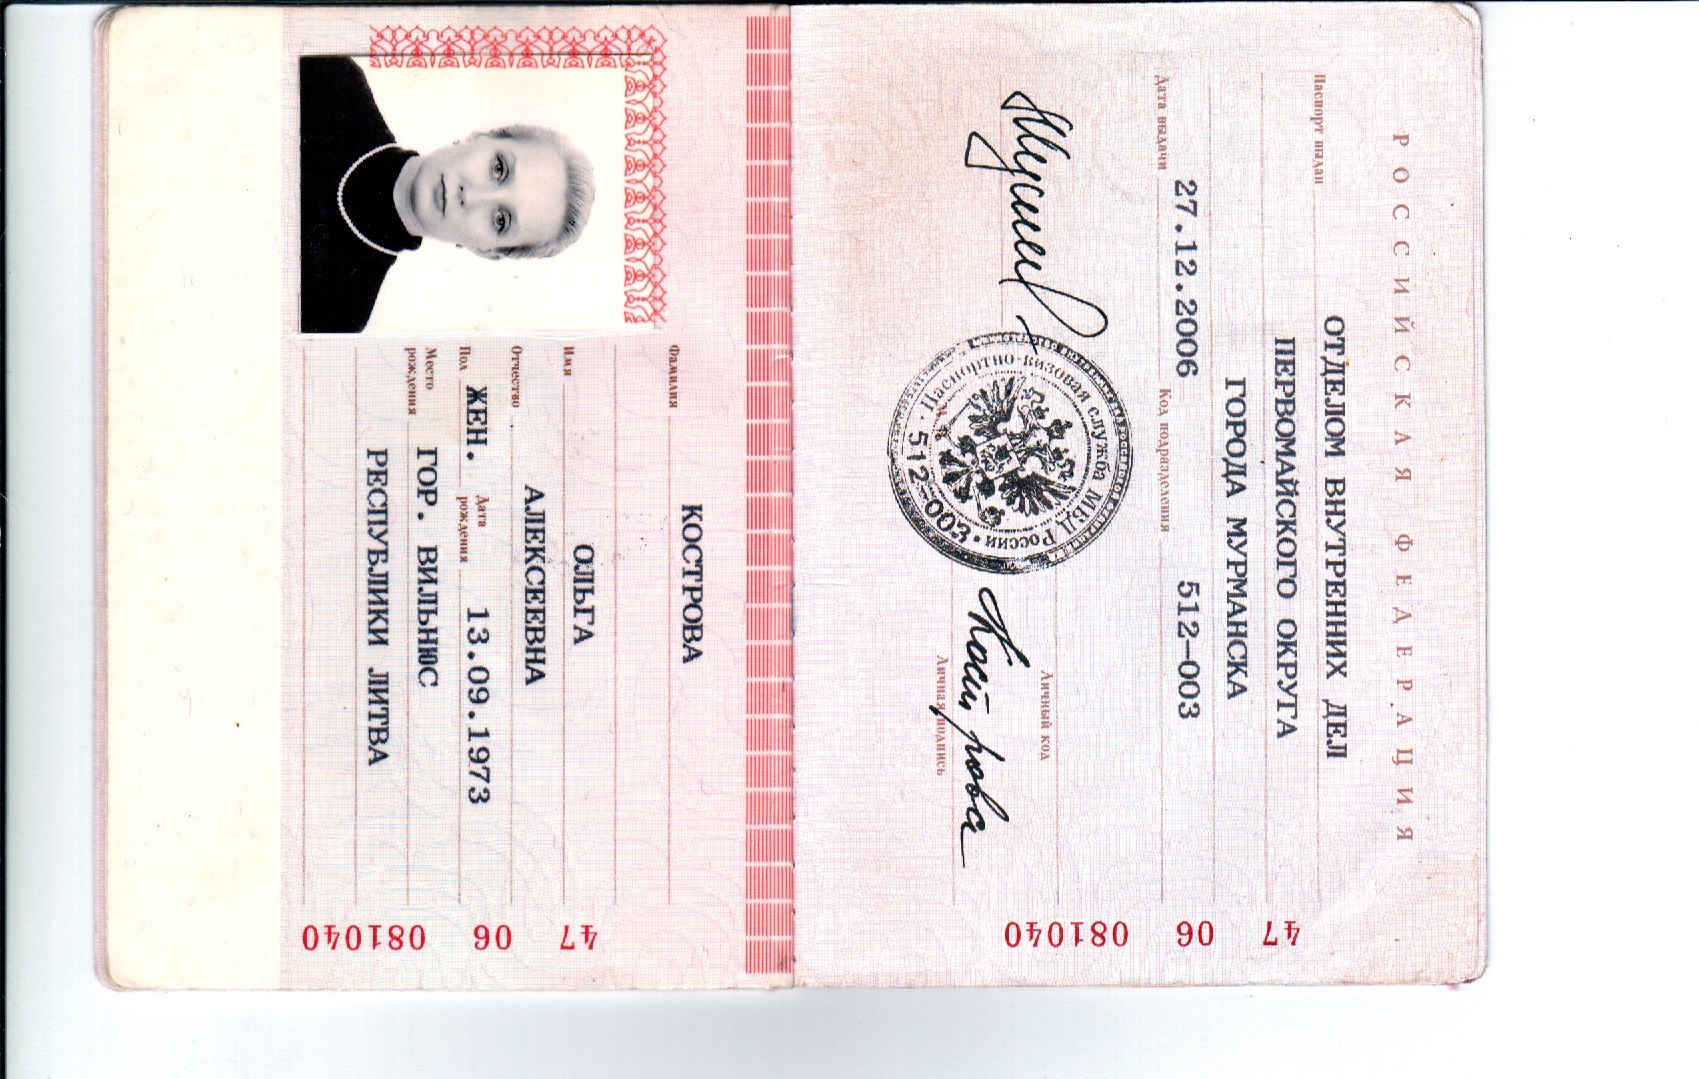 РОССИЙСКАЯ ФЕДЕРАЦИЯ
Паспорт выдан
ОТДЕЛОМ ВНУТРЕННИХ ДЕЛ
ПЕРВОМАЙСКОГО ОКРУГА
ГОРОДА МУРМАНСКА
Дата выдачи 27.12.2006 Код подразделения 512-003
Личный код
Личная подпись
Кострова
Паспортно-визовая служба МВД России
512-003
47 06 081040
Фамилия
КОСТРОВА
Имя
ОЛЬГА
Отчество
АЛЕКСЕЕВНА
Пол ЖЕН. Дата рождения 13.09.1973
Место рождения
ГОР. ВИЛЬНЮС
РЕСПУБЛИКИ ЛИТВА
47 06 081040